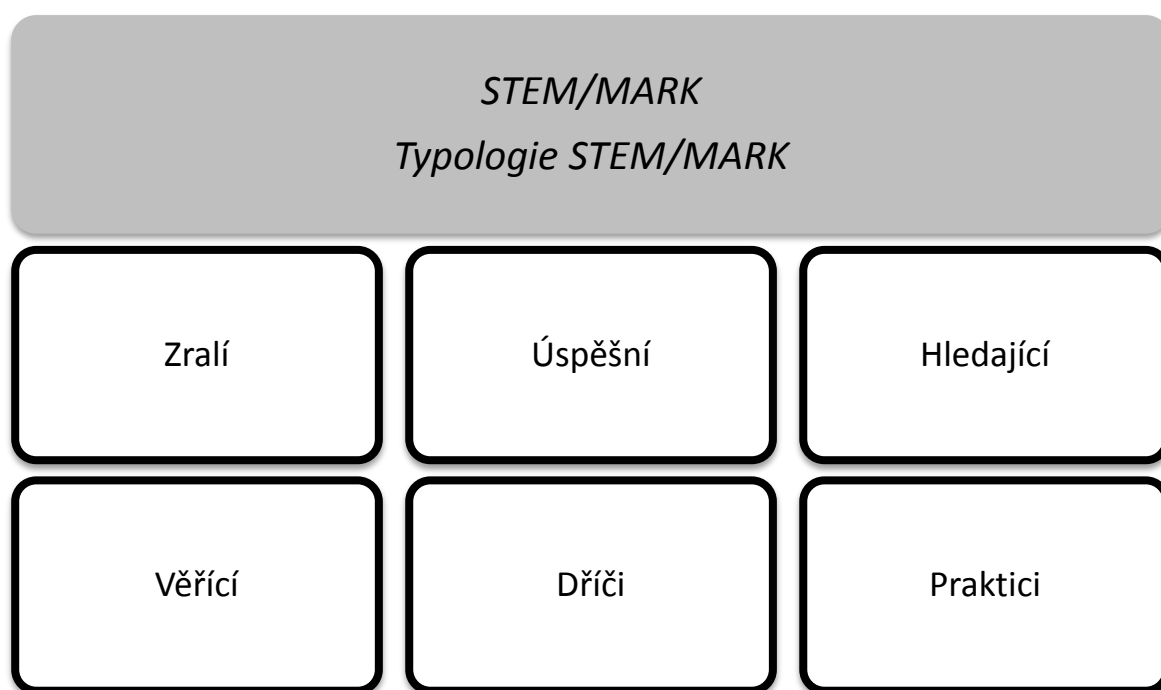 STEM/MARK
Typologie STEM/MARK
Zralí
Úspěšní
Hledající
Věřící
Dříči
Praktici